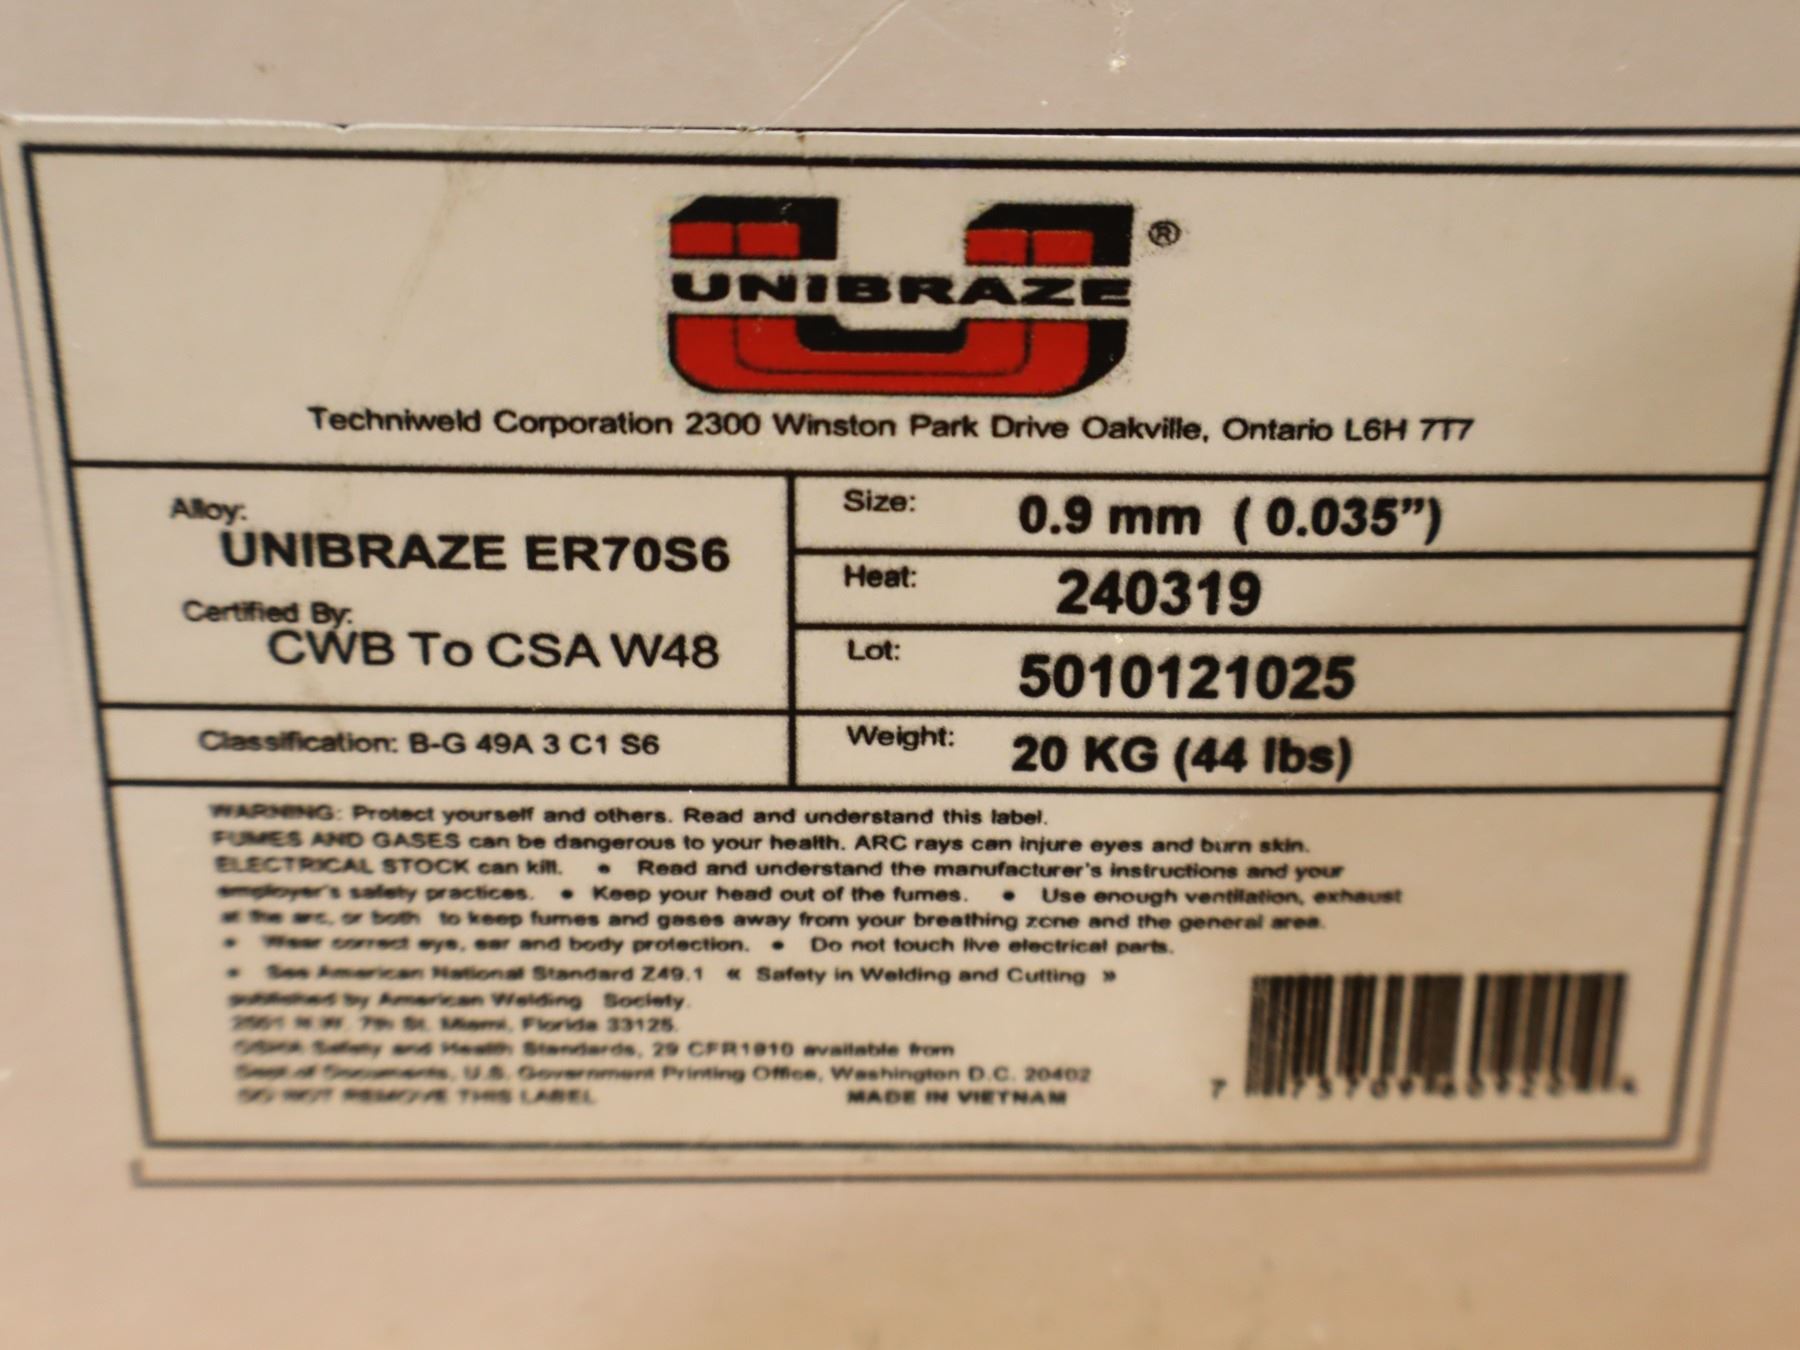 UNIBRAZE ®
Techniweld Corporation 2300 Winston Park Drive Oakville, Ontario L6H 7T7
Alloy:
UNIBRAZE ER70S6
Certified By:
CWB To CSA W48
Classification: B-G 49A 3 C1 S6
Size: 0.9 mm ( 0.035”)
Heat: 240319
Lot: 5010121025
Weight: 20 KG (44 lbs)
WARNING: Protect yourself and others. Read and understand this label.
FUMES AND GASES can be dangerous to your health. ARC rays can injure eyes and burn skin.
ELECTRICAL STOCK can kill. • Read and understand the manufacturer's instructions and your
employer's safety practices. • Keep your head out of the fumes. • Use enough ventilation, exhaust
at the arc, or both to keep fumes and gases away from your breathing zone and the general area.
• Wear correct eye, ear and body protection. • Do not touch live electrical parts.
• See American National Standard Z49.1 « Safety in Welding and Cutting »
published by American Welding Society.
N.W. 7th St. Miami, Florida 33125.
OSHA Safety and Health Standards, 29 CFR1910 available from
of Documents, U.S. Government Printing Office, Washington D.C. 20402
DO NOT REMOVE THIS LABEL
MADE IN VIETNAM